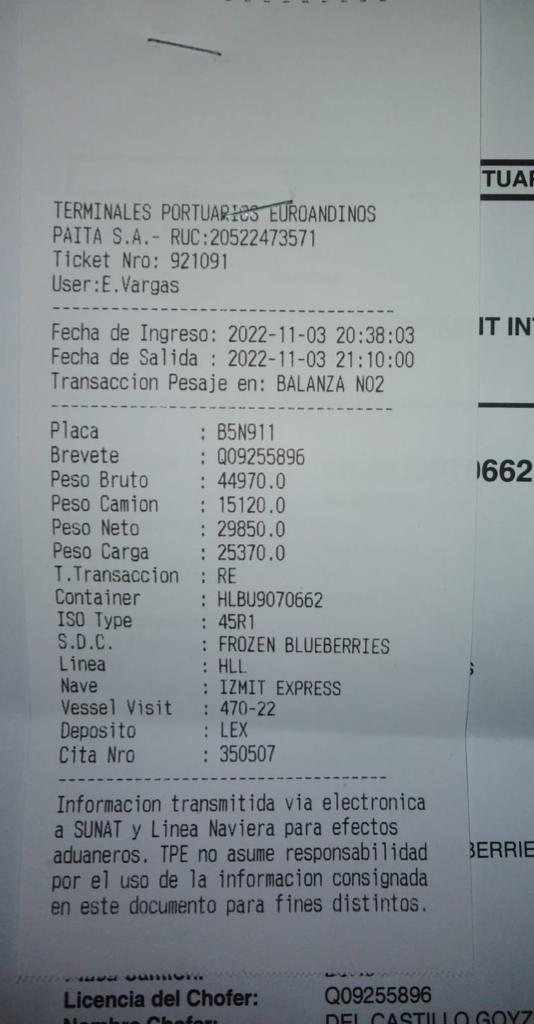 TERMINALES PORTUARIOS EUROANDINOS
PAITA S.A.- RUC:20522473571
Ticket Nro: 921091
User:E.Vargas
Fecha de Ingreso: 2022-11-03 20:38:03
Fecha de Salida : 2022-11-03 21:10:00
Transaccion Pesaje en: BALANZA NO2
Placa : B5N911
Brevete : Q09255896
Peso Bruto : 44970.0
Peso Camion : 15120.0
Peso Neto : 29850.0
Peso Carga : 25370.0
T.Transaccion : RE
Container : HLBU9070662
ISO Type : 45R1
S.D.C. : FROZEN BLUEBERRIES
Linea : HLL
Nave : IZMIT EXPRESS
Vessel Visit : 470-22
Deposito : LEX
Cita Nro : 350507
Informacion transmitida via electronica
a SUNAT y Linea Naviera para efectos
aduaneros. TPE no asume responsabilidad
por el uso de la informacion consignada
en este documento para fines distintos.
TUAR
IT IN
0662
BERRIE
Licencia del Chofer: Q09255896
Nombre Chofer: DEL CASTILLO GOYZ